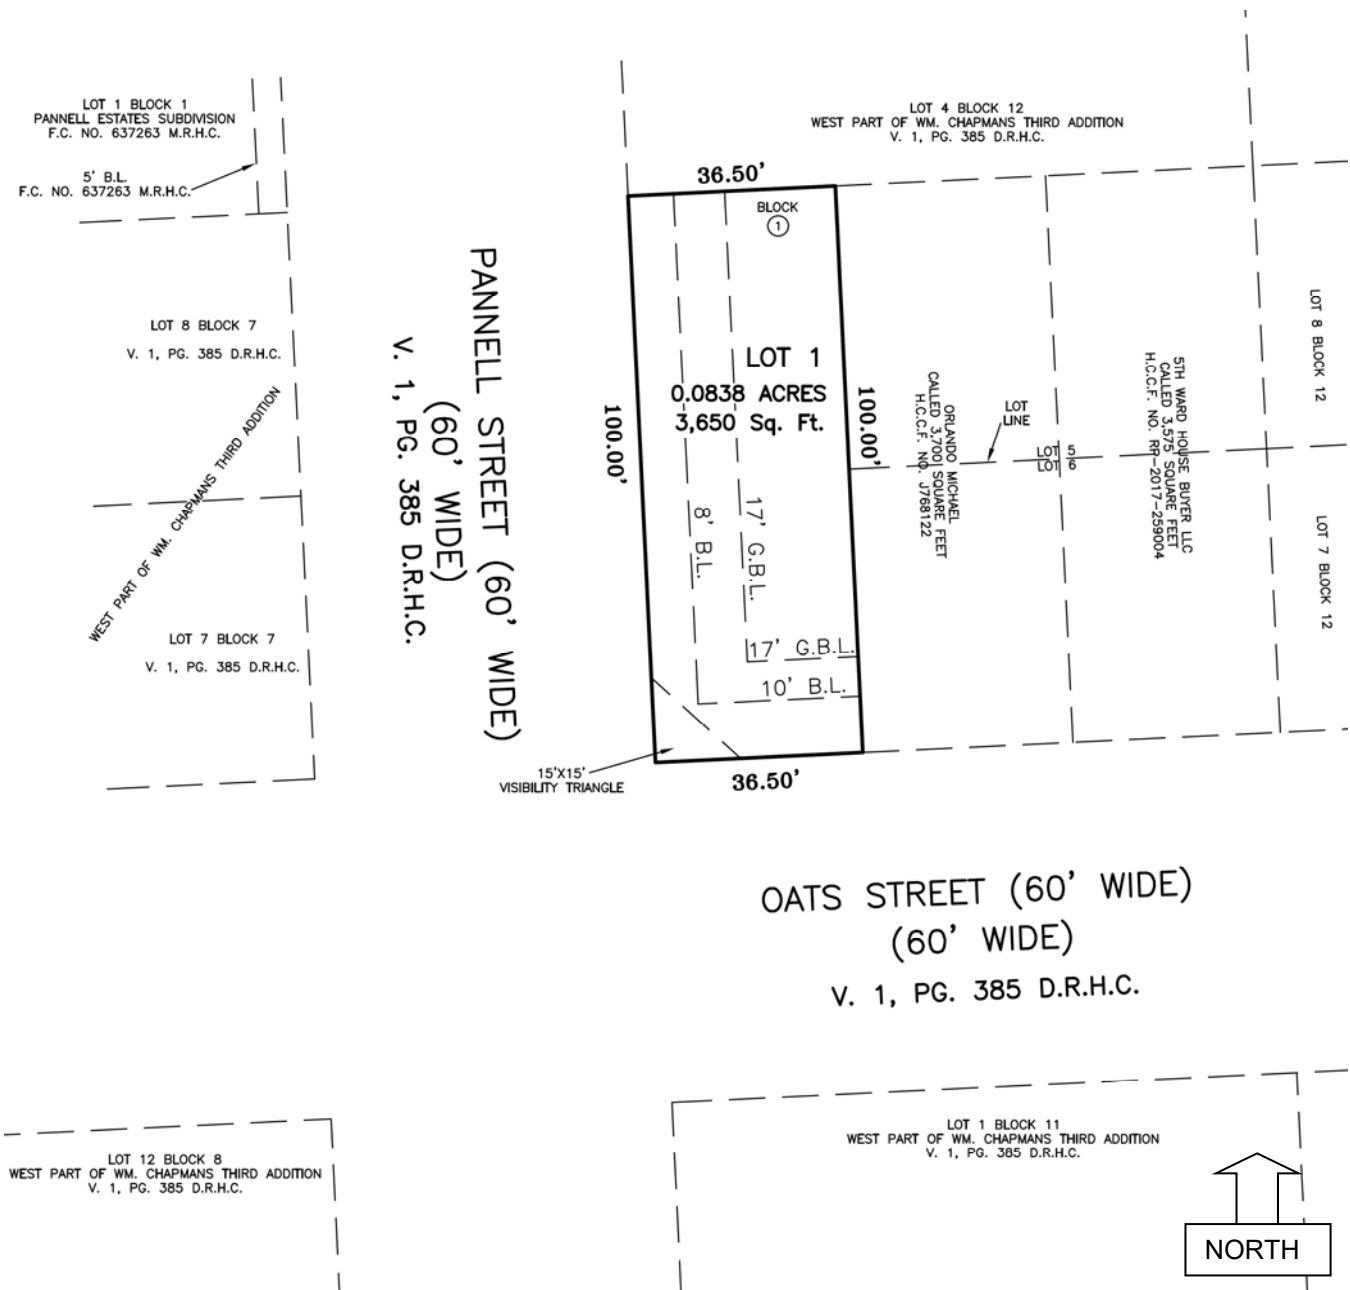 LOT 1 BLOCK 1
PANNELL ESTATES SUBDIVISION
F.C. NO. 637263 M.R.H.C.
5' B.L.
F.C. NO. 637263 M.R.H.C.
LOT 4 BLOCK 12
WEST PART OF WM. CHAPMANS THIRD ADDITION
V. 1, PG. 385 D.R.H.C.
36.50'
BLOCK
1
LOT 8 BLOCK 7
V. 1, PG. 385 D.R.H.C.
WEST PART OF WM. CHAPMANS THIRD ADDITION
LOT 7 BLOCK 7
V. 1, PG. 385 D.R.H.C.
PANNELL STREET (60' WIDE)
(60' WIDE)
V. 1, PG. 385 D.R.H.C.
100.00'
LOT 1
0.0838 ACRES
3,650 Sq. Ft.
100.00'
8' B.L.
17' G.B.L.
17' G.B.L.
10' B.L.
ORLANDO MICHAEL
CALLED 3,700 SQUARE FEET
H.C.C.F. NO. J768122
LOT
LINE
LOT 5
LOT 6
5TH WARD HOUSE BUYER LLC
CALLED 3,575 SQUARE FEET
H.C.C.F. NO. RP-2017-259004
LOT 8 BLOCK 12
LOT 7 BLOCK 12
15'X15'
VISIBILITY TRIANGLE
36.50'
OATS STREET (60' WIDE)
(60' WIDE)
V. 1, PG. 385 D.R.H.C.
LOT 12 BLOCK 8
WEST PART OF WM. CHAPMANS THIRD ADDITION
V. 1, PG. 385 D.R.H.C.
LOT 1 BLOCK 11
WEST PART OF WM. CHAPMANS THIRD ADDITION
V. 1, PG. 385 D.R.H.C.
NORTH